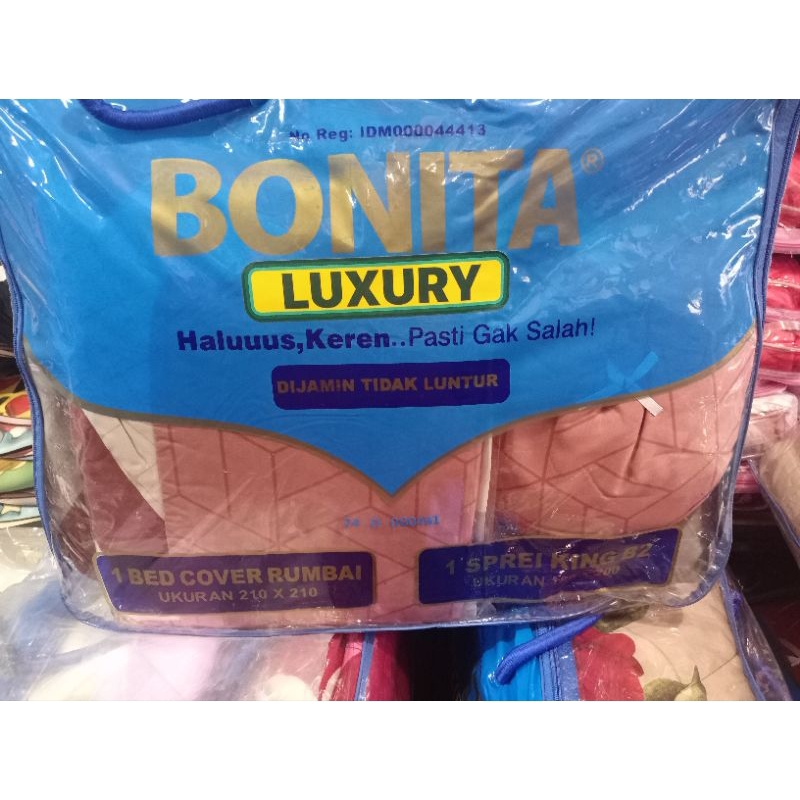 No Reg: IDM000044413
BONITA®
LUXURY
Haluuus,Keren..Pasti Gak Salah!
DIJAMIN TIDAK LUNTUR
1 BED COVER RUMBAI
UKURAN 210 X 210
1 SPREI KING B2
UKURAN